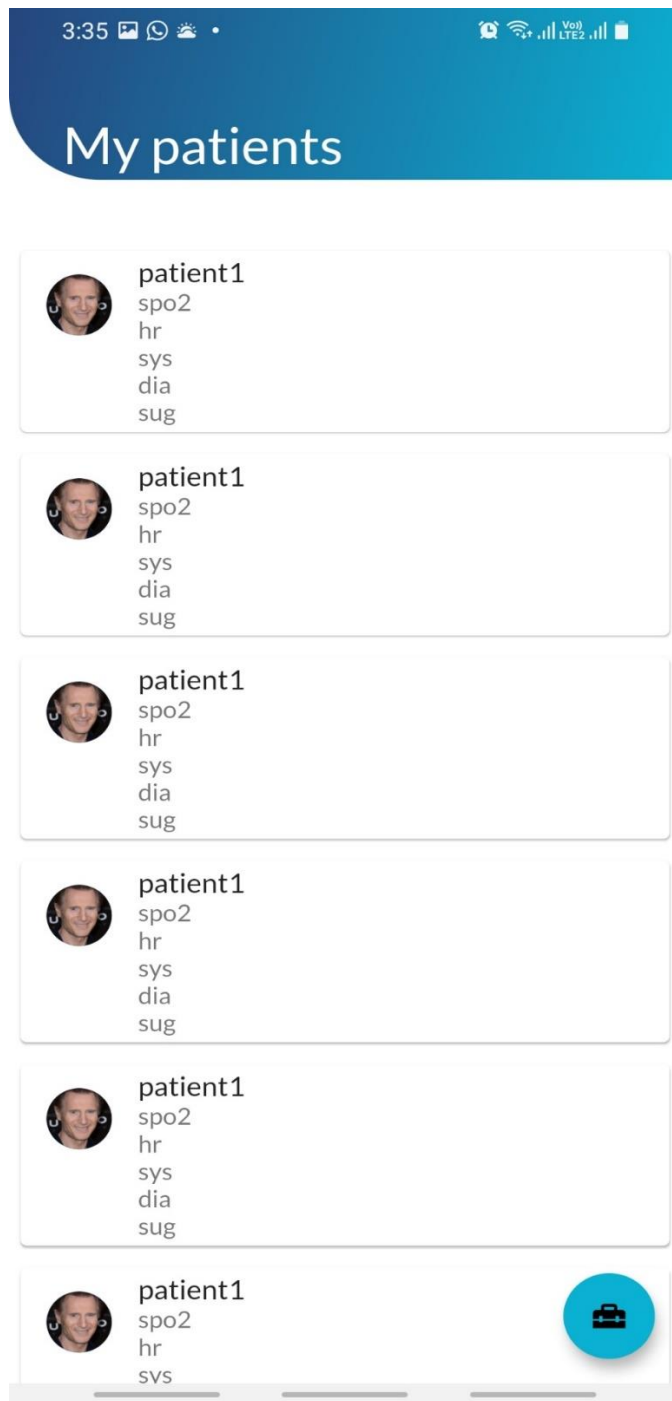 3:35
Vo))
LTE2
My patients
patient1
spo2
hr
sys
dia
sug
patient1
spo2
hr
sys
dia
sug
patient1
spo2
hr
sys
dia
sug
patient1
spo2
hr
sys
dia
sug
patient1
spo2
hr
sys
dia
sug
patient1
spo2
hr
sys